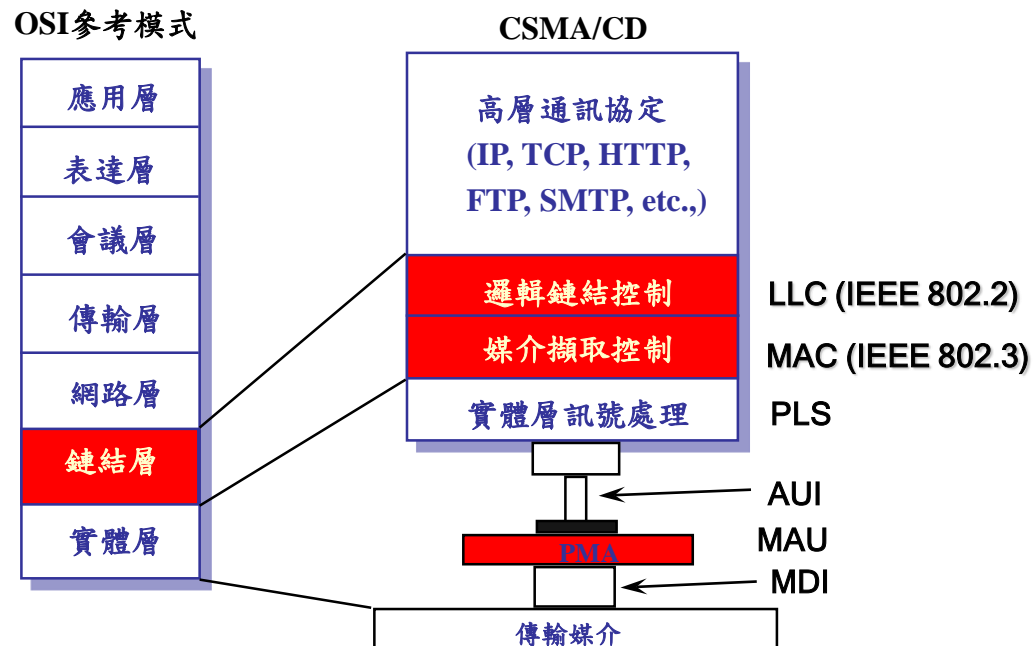 OSI參考模式
應用層
表達層
會議層
傳輸層
網路層
鏈結層
實體層
CSMA/CD
高層通訊協定
(IP, TCP, HTTP,
FTP, SMTP, etc.,)
邏輯鏈結控制
LLC (IEEE 802.2)
媒介擷取控制
MAC (IEEE 802.3)
實體層訊號處理
PLS
AUI
PMA
MAU
MDI
傳輸媒介